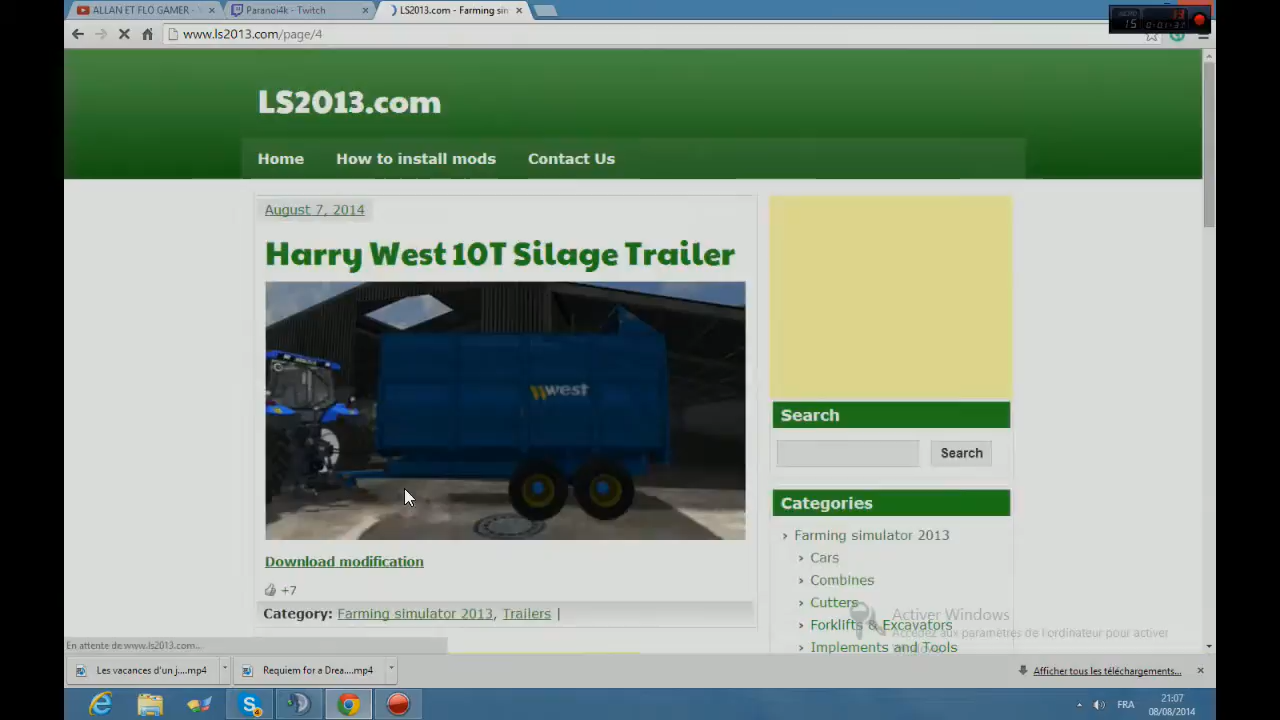 ALLAN ET FLO GAMER -
Paranoi4k - Twitch
LS2013.com - Farming sin
www.ls2013.com/page/4
LS2013.com
Home
How to install mods
Contact Us
August 7, 2014
Harry West 10T Silage Trailer
west
Download modification
+7
Category: Farming simulator 2013, Trailers |
Search
Search
Categories
Farming simulator 2013
Cars
Combines
Cutters
Forklifts & Excavators
Implements and Tools
Activer Windows
Accédez aux paramètres de l'ordinateur pour activer
En attente de www.ls2013.com...
Les vacances d'un j....mp4
Requiem for a Drea....mp4
Afficher tous les téléchargements...
FRA
21:07
08/08/2014